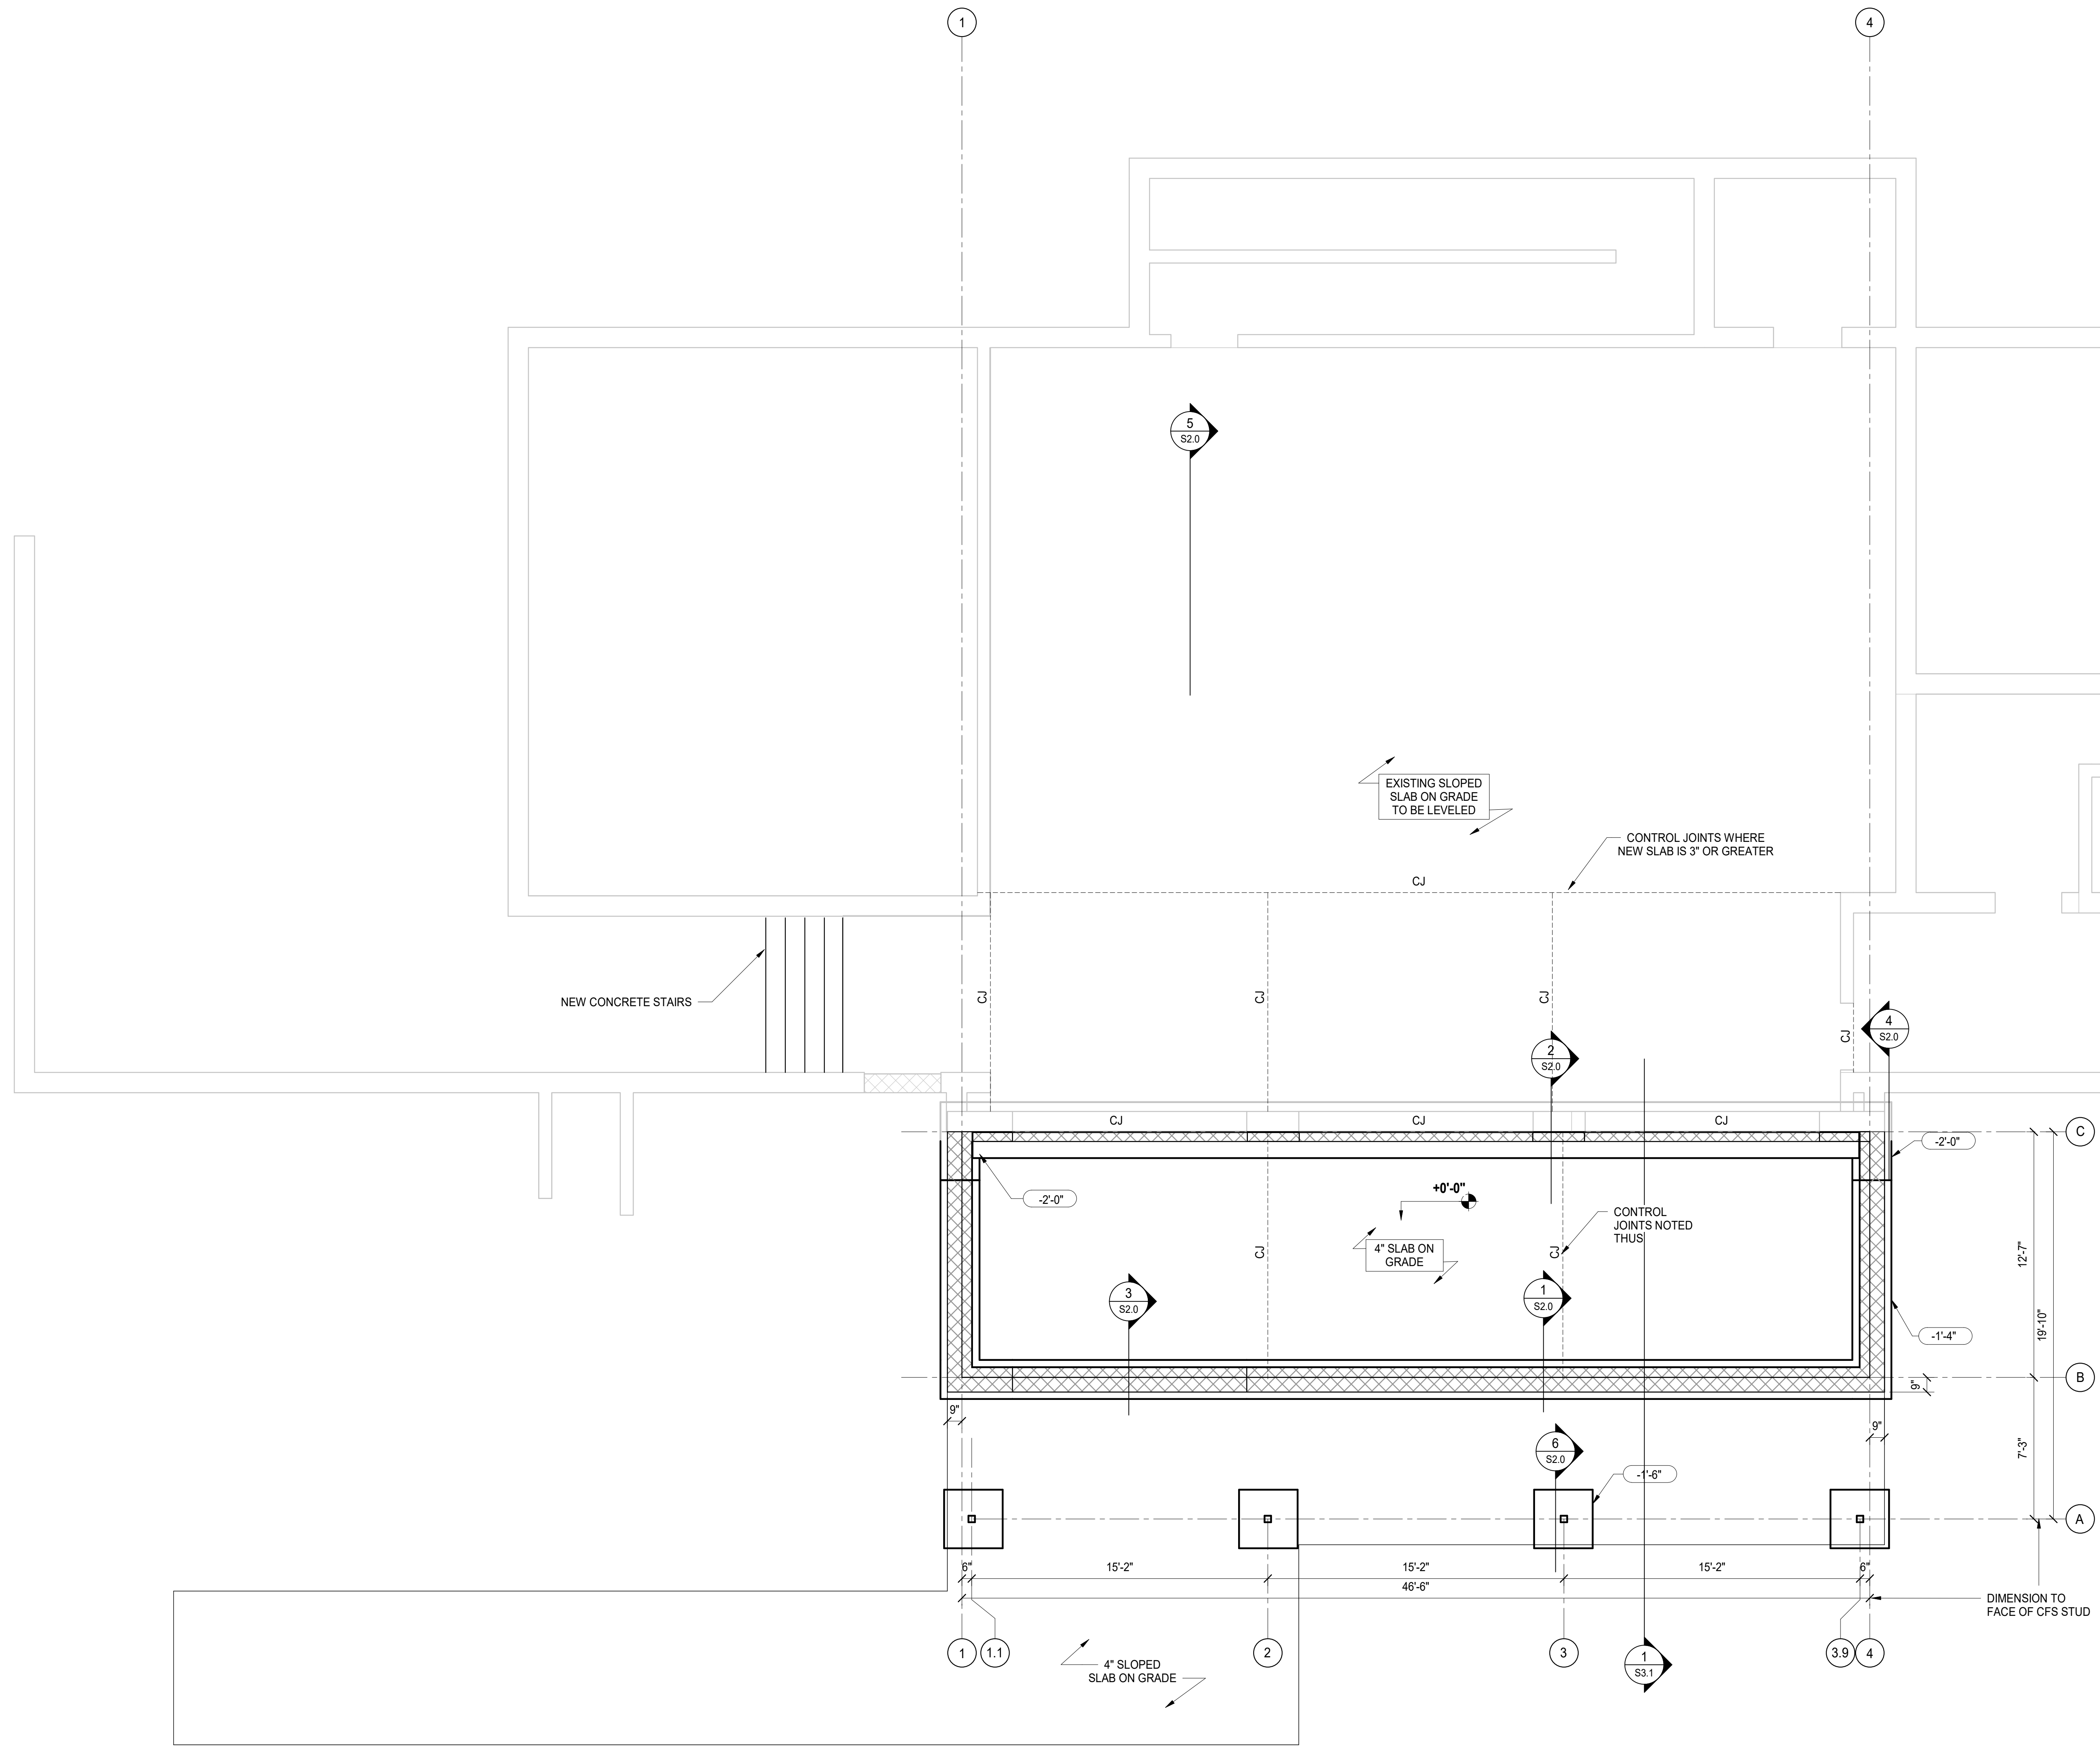 1
4
5
S2.0
EXISTING SLOPED
SLAB ON GRADE
TO BE LEVELED
CONTROL JOINTS WHERE
NEW SLAB IS 3" OR GREATER
CJ
NEW CONCRETE STAIRS
CJ
CJ
CJ
CJ
4
S2.0
2
S2.0
CJ
CJ
CJ
C
-2'-0"
-2'-0"
+0'-0"
CONTROL
JOINTS NOTED
THUS
4" SLAB ON
GRADE
CJ
CJ
12'-7"
3
S2.0
1
S2.0
19'-10"
-1'-4"
B
9"
9"
9"
6
S2.0
7'-3"
-1'-6"
A
6"
15'-2"
15'-2"
15'-2"
6"
46'-6"
DIMENSION TO
FACE OF CFS STUD
1
1.1
2
3
3.9
4
1
S3.1
4" SLOPED
SLAB ON GRADE